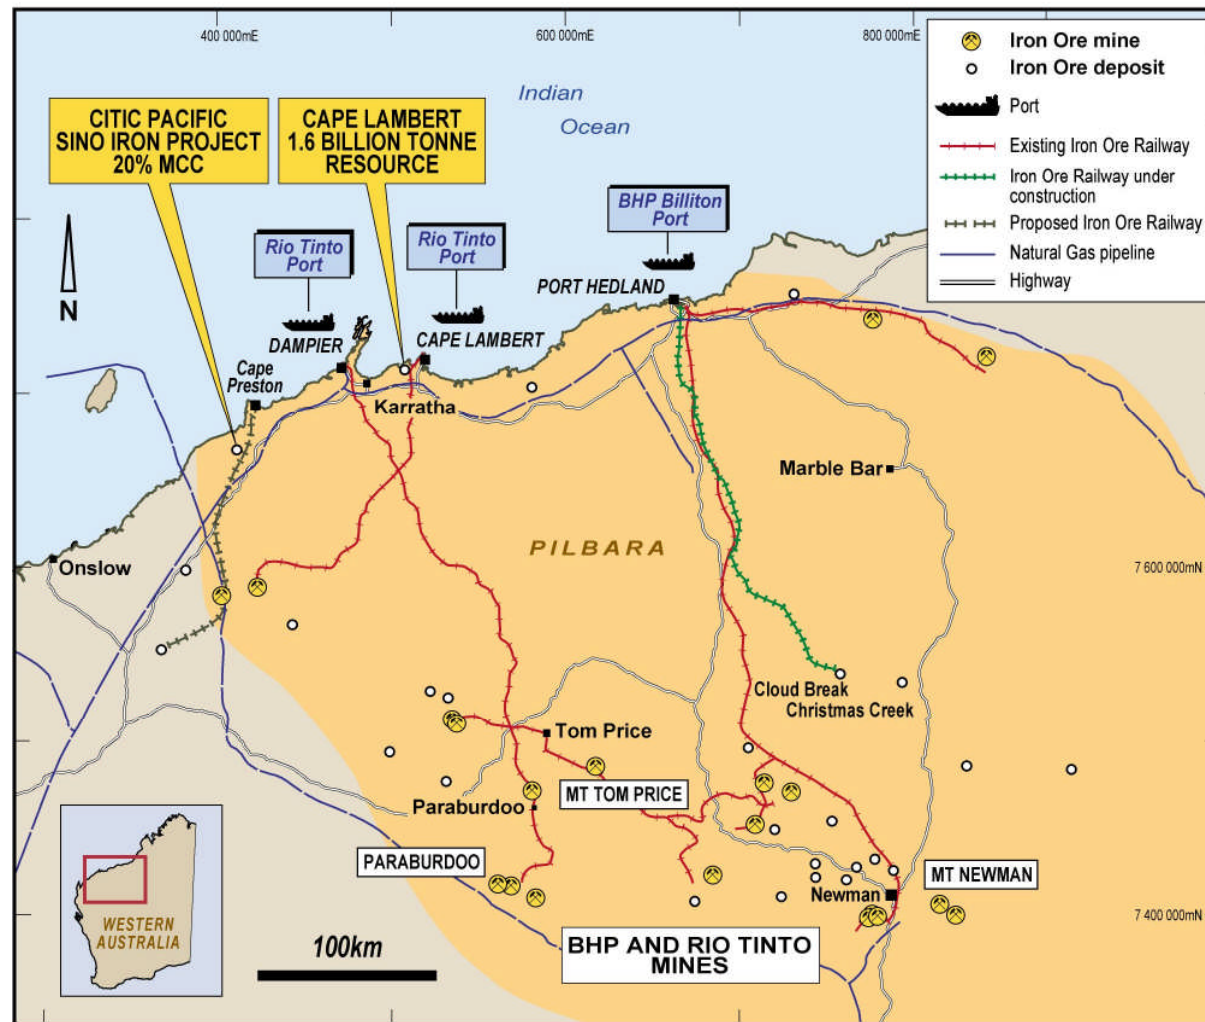 400 000mE
600 000mE
800 000mE
Iron Ore mine
Iron Ore deposit
Port
Existing Iron Ore Railway
Iron Ore Railway under
construction
Proposed Iron Ore Railway
Natural Gas pipeline
Highway
Indian
Ocean
CITIC PACIFIC
SINO IRON PROJECT
20% MCC
CAPE LAMBERT
1.6 BILLION TONNE
RESOURCE
BHP Billiton
Port
Rio Tinto
Port
Rio Tinto
Port
N
PORT HEDLAND
DAMPIER
CAPE LAMBERT
Cape
Preston
Karratha
Marble Bar
PILBARA
Onslow
7 600 000mN
Cloud Break
Christmas Creek
Tom Price
MT TOM PRICE
Paraburdoo
PARABURDOO
MT NEWMAN
Newman
7 400 000mN
WESTERN
AUSTRALIA
100km
BHP AND RIO TINTO
MINES